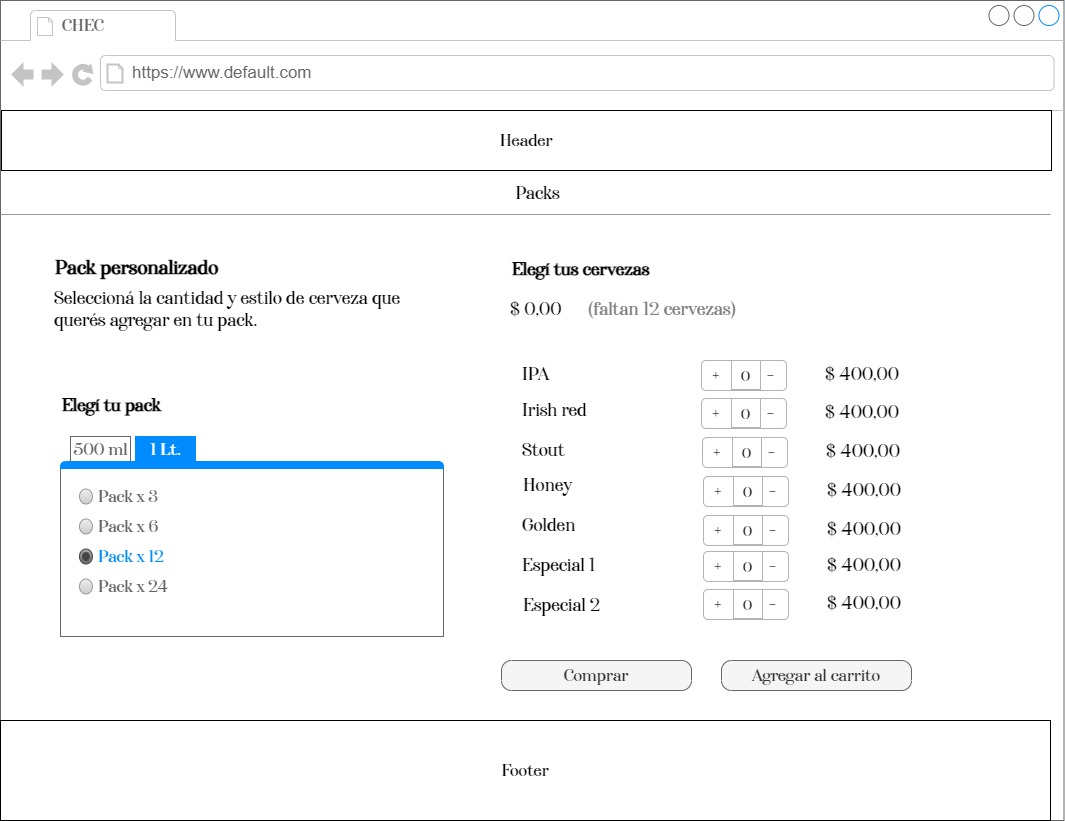 CHEC
https://www.default.com
Header
Packs
Pack personalizado
Seleccioná la cantidad y estilo de cerveza que
querés agregar en tu pack.
Elegí tu pack
500 ml 1 Lt.
Pack x 3
Pack x 6
Pack x 12
Pack x 24
Elegí tus cervezas
$ 0,00 (faltan 12 cervezas)
IPA + 0 - $ 400,00
Irish red + 0 - $ 400,00
Stout + 0 - $ 400,00
Honey + 0 - $ 400,00
Golden + 0 - $ 400,00
Especial 1 + 0 - $ 400,00
Especial 2 + 0 - $ 400,00
Comprar Agregar al carrito
Footer